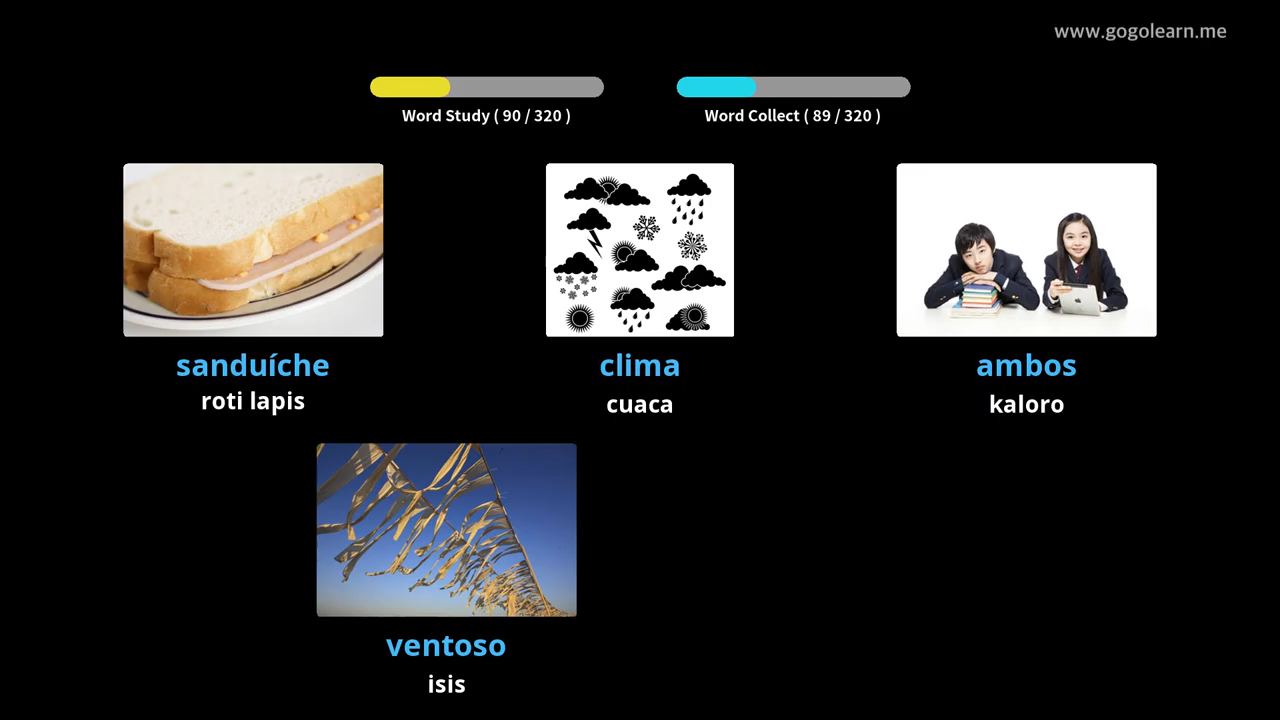 www.gogolearn.me
Word Study ( 90 / 320 )
Word Collect ( 89 / 320 )
sanduíche
roti lapis
clima
cuaca
ambos
kaloro
ventoso
isis